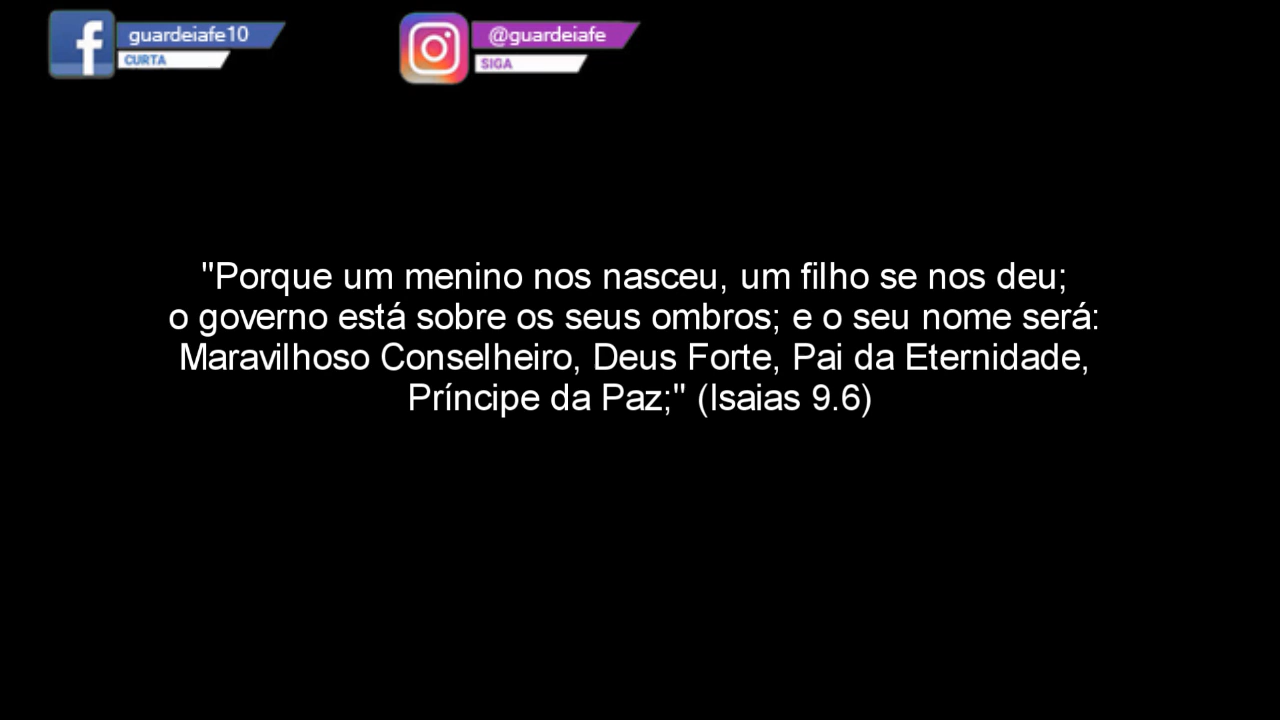 guardeiafe10
CURTA
@guardeiafe
SIGA
"Porque um menino nos nasceu, um filho se nos deu;
o governo está sobre os seus ombros; e o seu nome será:
Maravilhoso Conselheiro, Deus Forte, Pai da Eternidade,
Príncipe da Paz;" (Isaias 9.6)